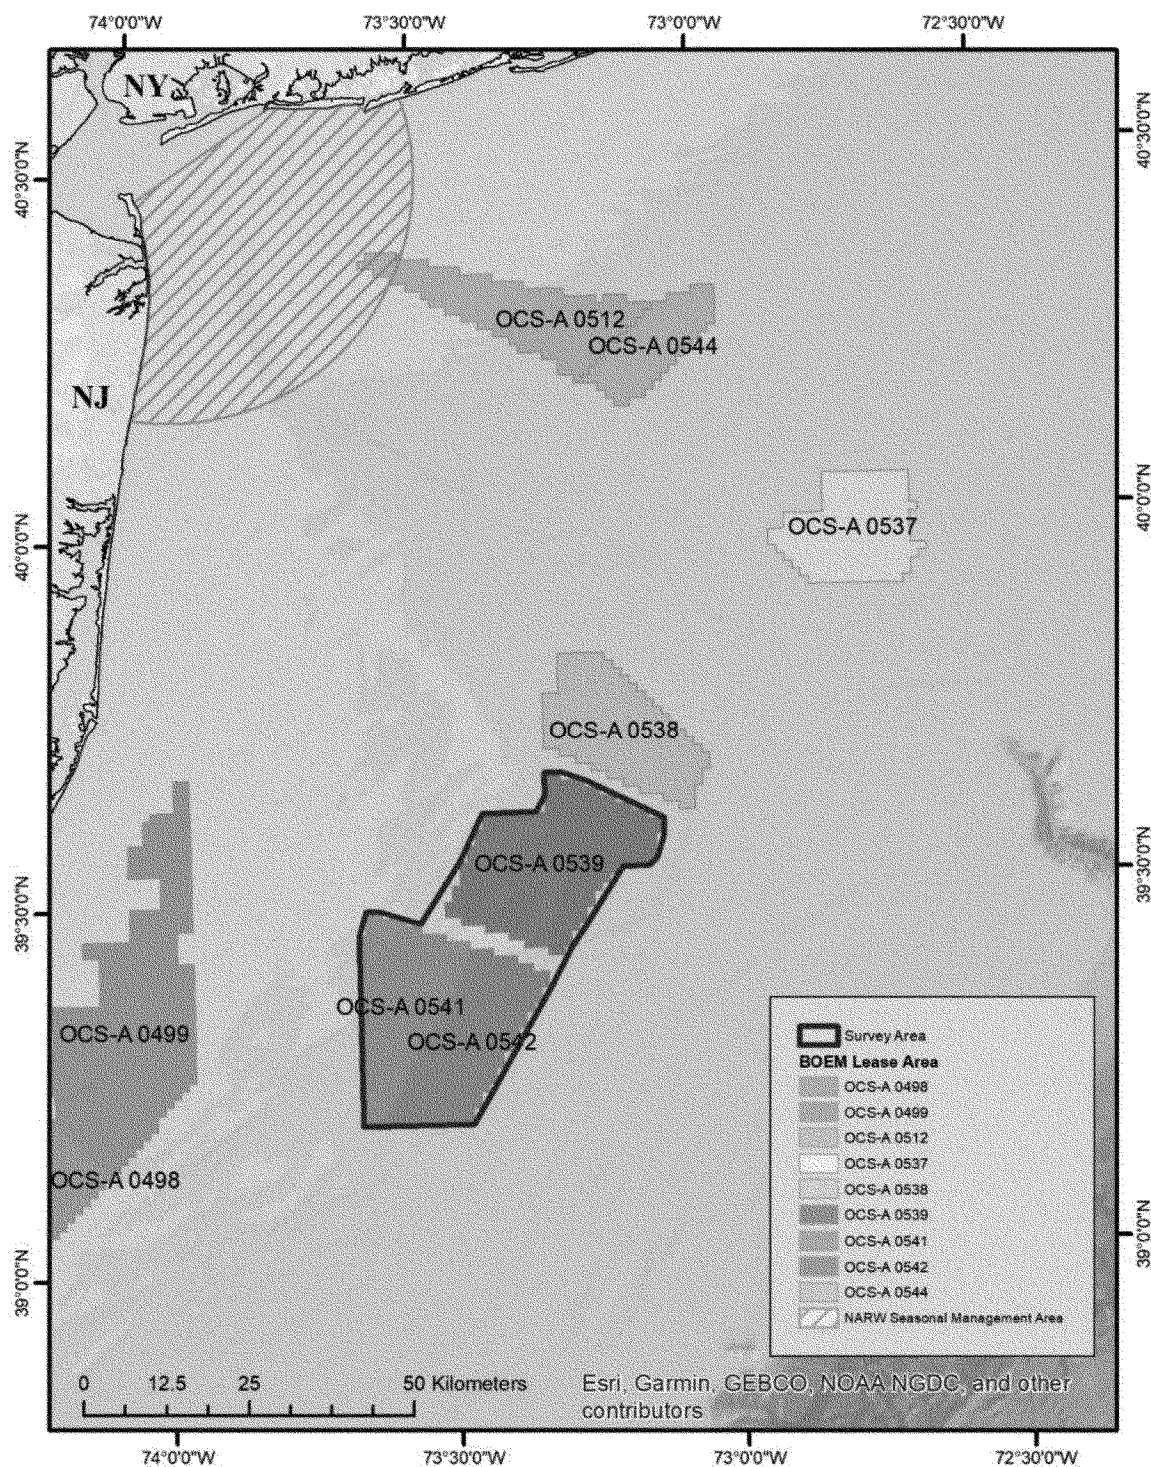 74°0'0"W 73°30'0"W 73°0'0"W 72°30'0"W
NY
40°30'0"N
40°30'0"N
OCS-A 0512
OCS-A 0544
NJ
40°0'0"N
OCS-A 0537
40°0'0"N
OCS-A 0538
39°30'0"N
OCS-A 0539
39°30'0"N
OCS-A 0541
OCS-A 0499
OCS-A 0542
OCS-A 0498
39°0'0"N
39°0'0"N
Survey Area
BOEM Lease Area
OCS-A 0498
OCS-A 0499
OCS-A 0512
OCS-A 0537
OCS-A 0538
OCS-A 0539
OCS-A 0541
OCS-A 0542
OCS-A 0544
NARW Seasonal Management Area
0 12.5 25 50 Kilometers
Esri, Garmin, GEBCO, NOAA NGDC, and other
contributors
74°0'0"W 73°30'0"W 73°0'0"W 72°30'0"W